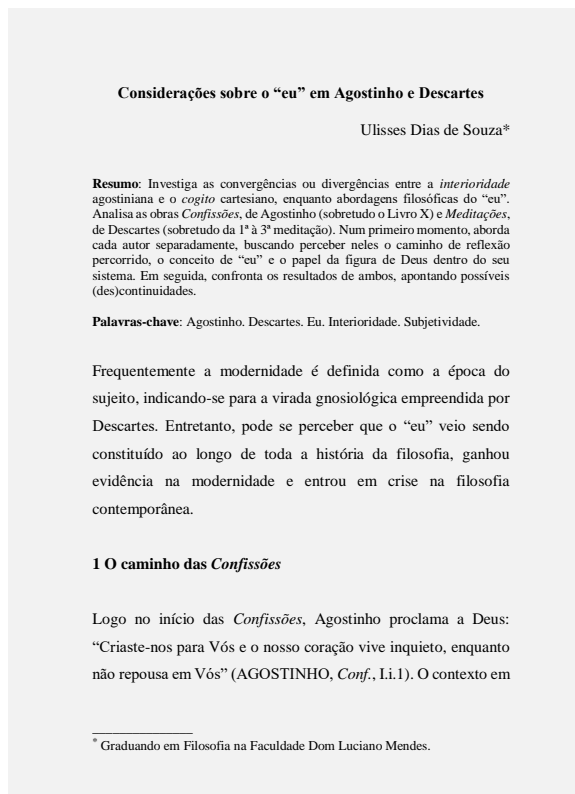 Considerações sobre o “eu” em Agostinho e Descartes
Ulisses Dias de Souza*
Resumo: Investiga as convergências ou divergências entre a interioridade
agostiniana e o cogito cartesiano, enquanto abordagens filosóficas do “eu”.
Analisa as obras Confissões, de Agostinho (sobretudo o Livro X) e Meditações,
de Descartes (sobretudo da 1ª à 3ª meditação). Num primeiro momento, aborda
cada autor separadamente, buscando perceber neles o caminho de reflexão
percorrido, o conceito de “eu” e o papel da figura de Deus dentro do seu
sistema. Em seguida, confronta os resultados de ambos, apontando possíveis
(des)continuidades.
Palavras-chave: Agostinho. Descartes. Eu. Interioridade. Subjetividade.
Frequentemente a modernidade é definida como a época do
sujeito, indicando-se para a virada gnosiológica empreendida por
Descartes. Entretanto, pode se perceber que o “eu” veio sendo
constituído ao longo de toda a história da filosofia, ganhou
evidência na modernidade e entrou em crise na filosofia
contemporânea.
1 O caminho das Confissões
Logo no início das Confissões, Agostinho proclama a Deus:
“Criaste-nos para Vós e o nosso coração vive inquieto, enquanto
não repousa em Vós” (AGOSTINHO, Conf., I.i.1). O contexto em
* Graduando em Filosofia na Faculdade Dom Luciano Mendes.